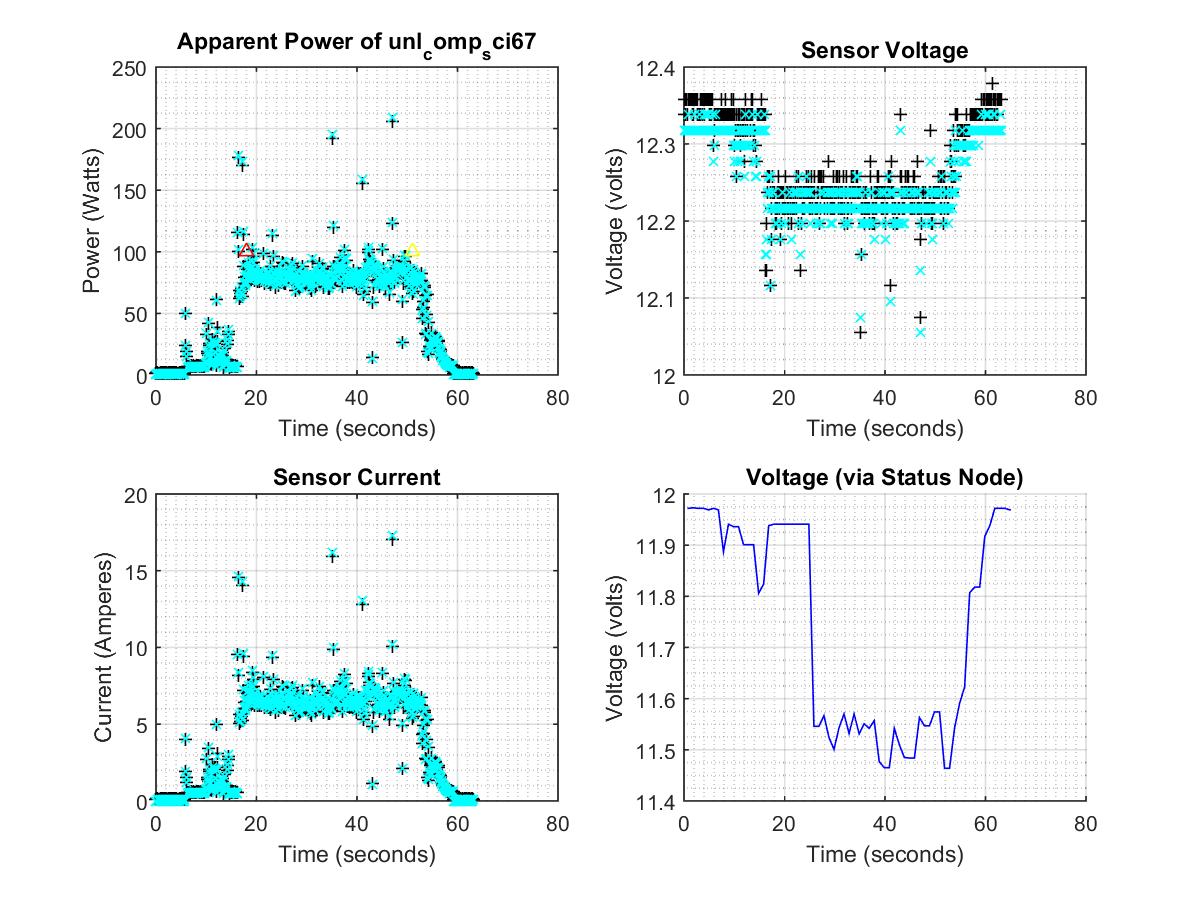 Apparent Power of unl_comp_sci67
250
200
150
100
50
0
Power (Watts)
0 20 40 60 80
Time (seconds)
Sensor Voltage
12.4
12.3
12.2
12.1
12
Voltage (volts)
0 20 40 60 80
Time (seconds)
Sensor Current
20
15
10
5
0
Current (Amperes)
0 20 40 60 80
Time (seconds)
Voltage (via Status Node)
12
11.9
11.8
11.7
11.6
11.5
11.4
Voltage (volts)
0 20 40 60 80
Time (seconds)